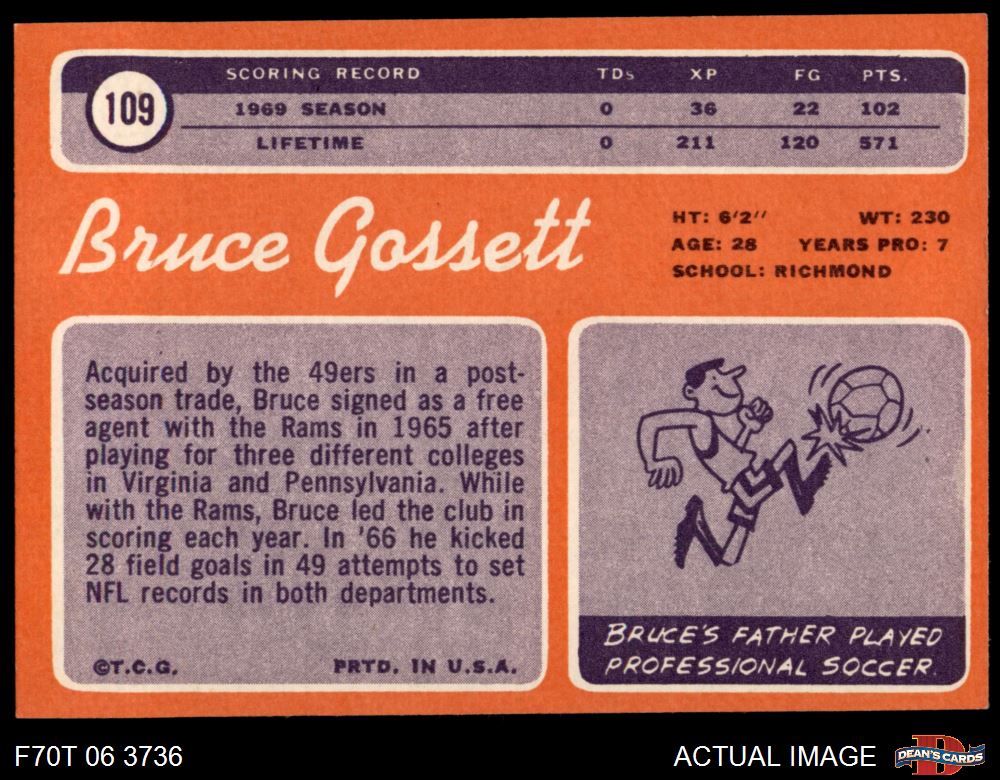 109
SCORING RECORD TDs XP FG PTS.
1969 SEASON 0 36 22 102
LIFETIME 0 211 120 571
Bruce Gossett
HT: 6'2" WT: 230
AGE: 28 YEARS PRO: 7
SCHOOL: RICHMOND
Acquired by the 49ers in a post-
season trade, Bruce signed as a free
agent with the Rams in 1965 after
playing for three different colleges
in Virginia and Pennsylvania. While
with the Rams, Bruce led the club in
scoring each year. In '66 he kicked
28 field goals in 49 attempts to set
NFL records in both departments.
©T.C.G. PRTD. IN U.S.A.
BRUCE'S FATHER PLAYED
PROFESSIONAL SOCCER.
F70T 06 3736 ACTUAL IMAGE
D
DEAN'S CARDS